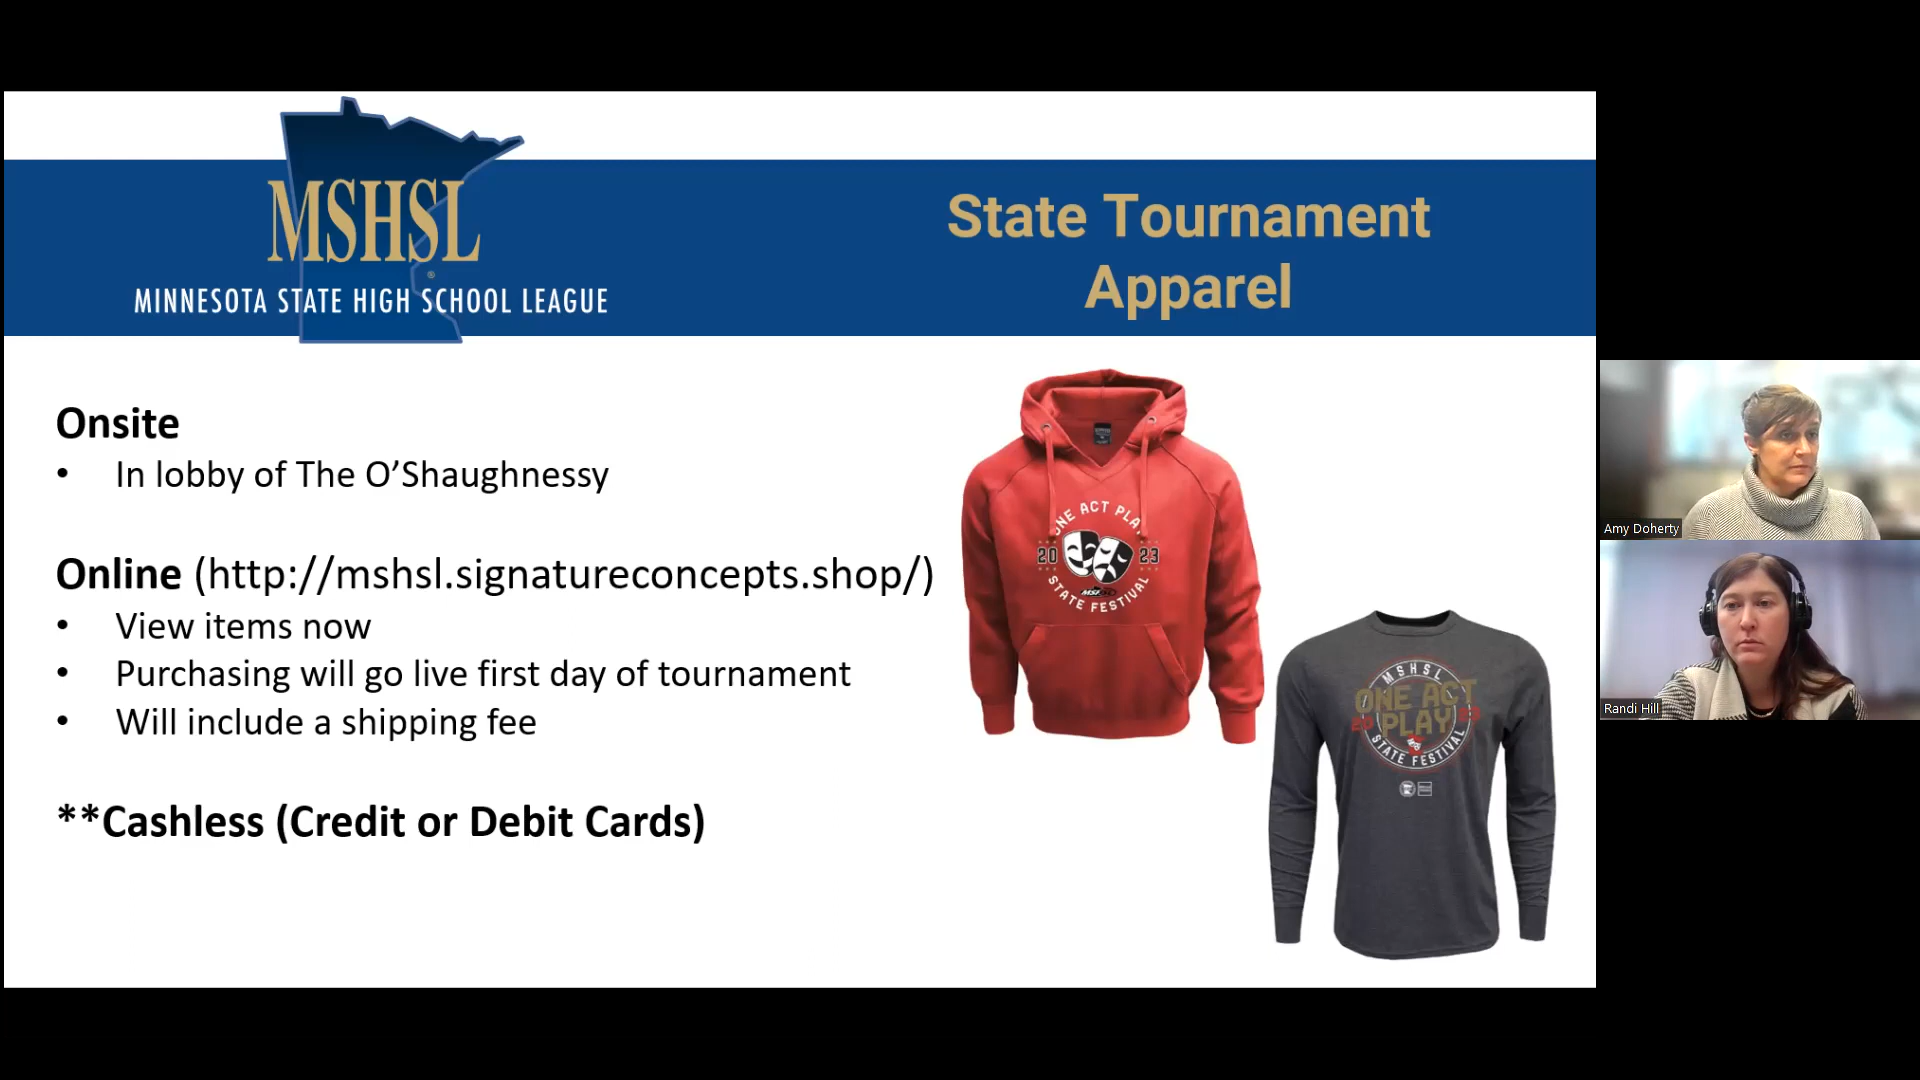 MSHSL
®
MINNESOTA STATE HIGH SCHOOL LEAGUE
State Tournament
Apparel
Onsite
• In lobby of The O’Shaughnessy
Online (http://mshsl.signatureconcepts.shop/)
• View items now
• Purchasing will go live first day of tournament
• Will include a shipping fee
**Cashless (Credit or Debit Cards)
ONE ACT PLAY
20 23
STATE FESTIVAL
MSHSL
ONE ACT
20 PLAY 23
STATE FESTIVAL
Amy Doherty
Randi Hill